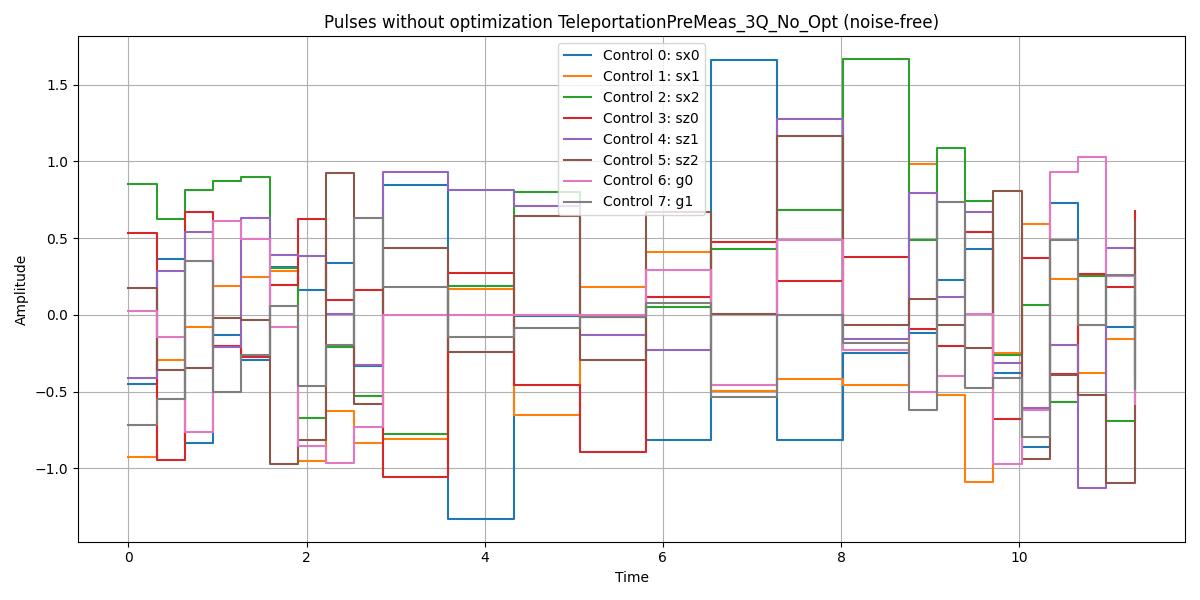 Pulses without optimization TeleportationPreMeas_3Q_No_Opt (noise-free)
Control 0: sx0
Control 1: sx1
Control 2: sx2
Control 3: sz0
Control 4: sz1
Control 5: sz2
Control 6: g0
Control 7: g1
Amplitude
1.5
1.0
0.5
0.0
−0.5
−1.0
0 2 4 6 8 10
Time